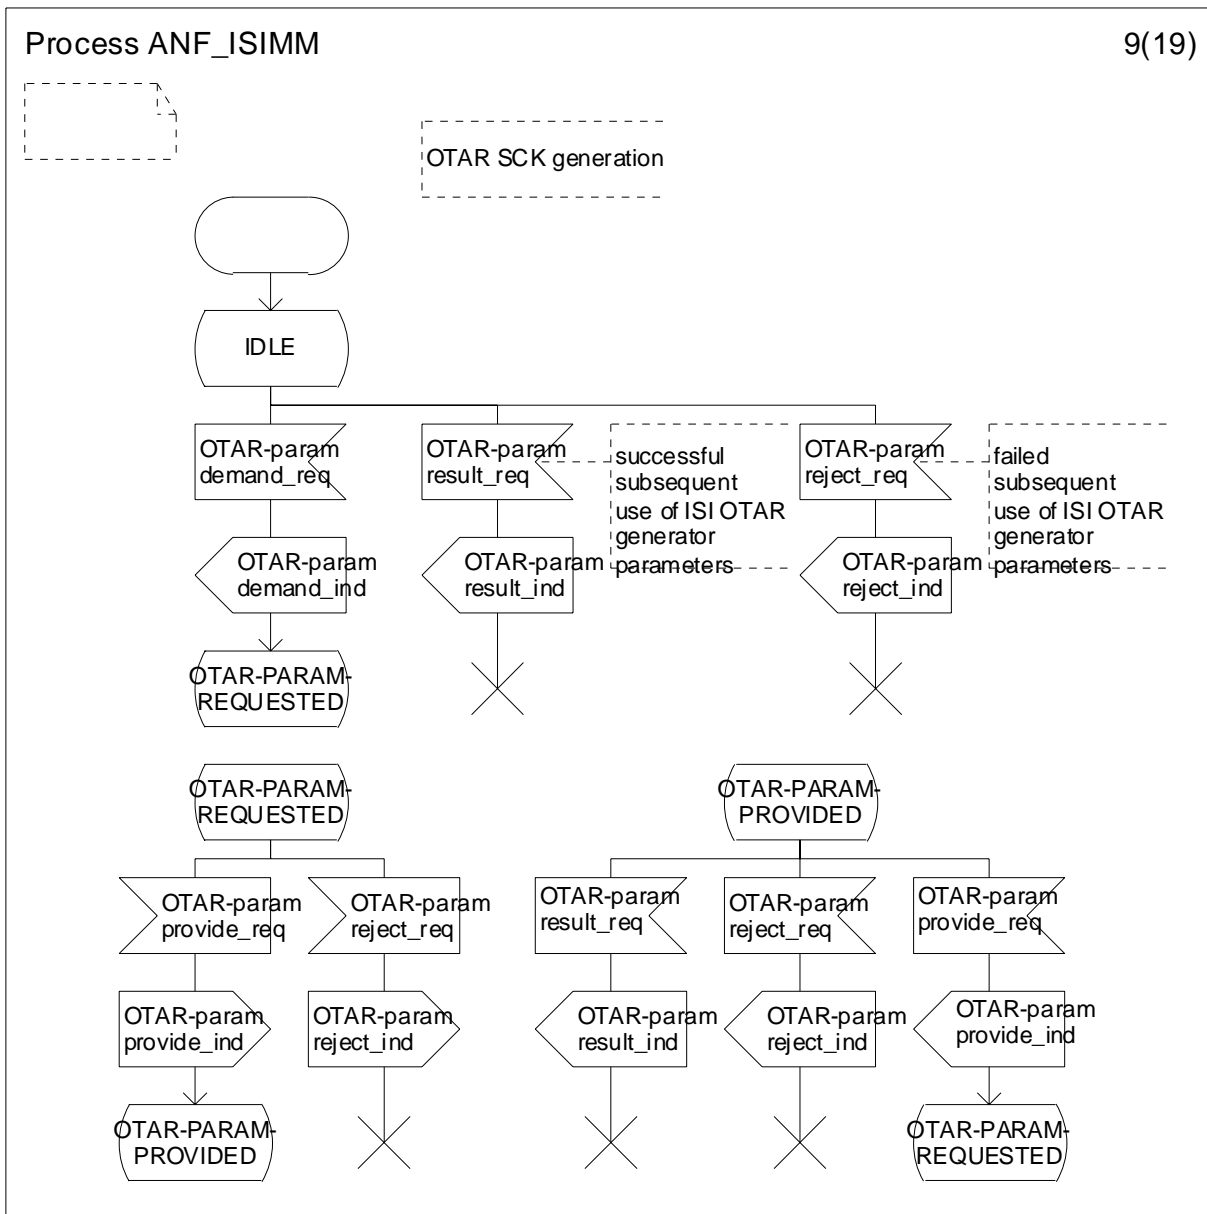 Process ANF_ISIMM
9(19)
OTAR SCK generation
IDLE
OTAR-param
demand_req
OTAR-param
result_req
successful
subsequent
use of ISI OTAR
generator
parameters
OTAR-param
reject_req
failed
subsequent
use of ISI OTAR
generator
parameters
OTAR-param
demand_ind
OTAR-param
result_ind
OTAR-param
reject_ind
OTAR-PARAM-
REQUESTED
OTAR-PARAM-
REQUESTED
OTAR-PARAM-
PROVIDED
OTAR-param
provide_req
OTAR-param
reject_req
OTAR-param
result_req
OTAR-param
reject_req
OTAR-param
provide_req
OTAR-param
provide_ind
OTAR-param
reject_ind
OTAR-param
result_ind
OTAR-param
reject_ind
OTAR-param
provide_ind
OTAR-PARAM-
PROVIDED
OTAR-PARAM-
REQUESTED